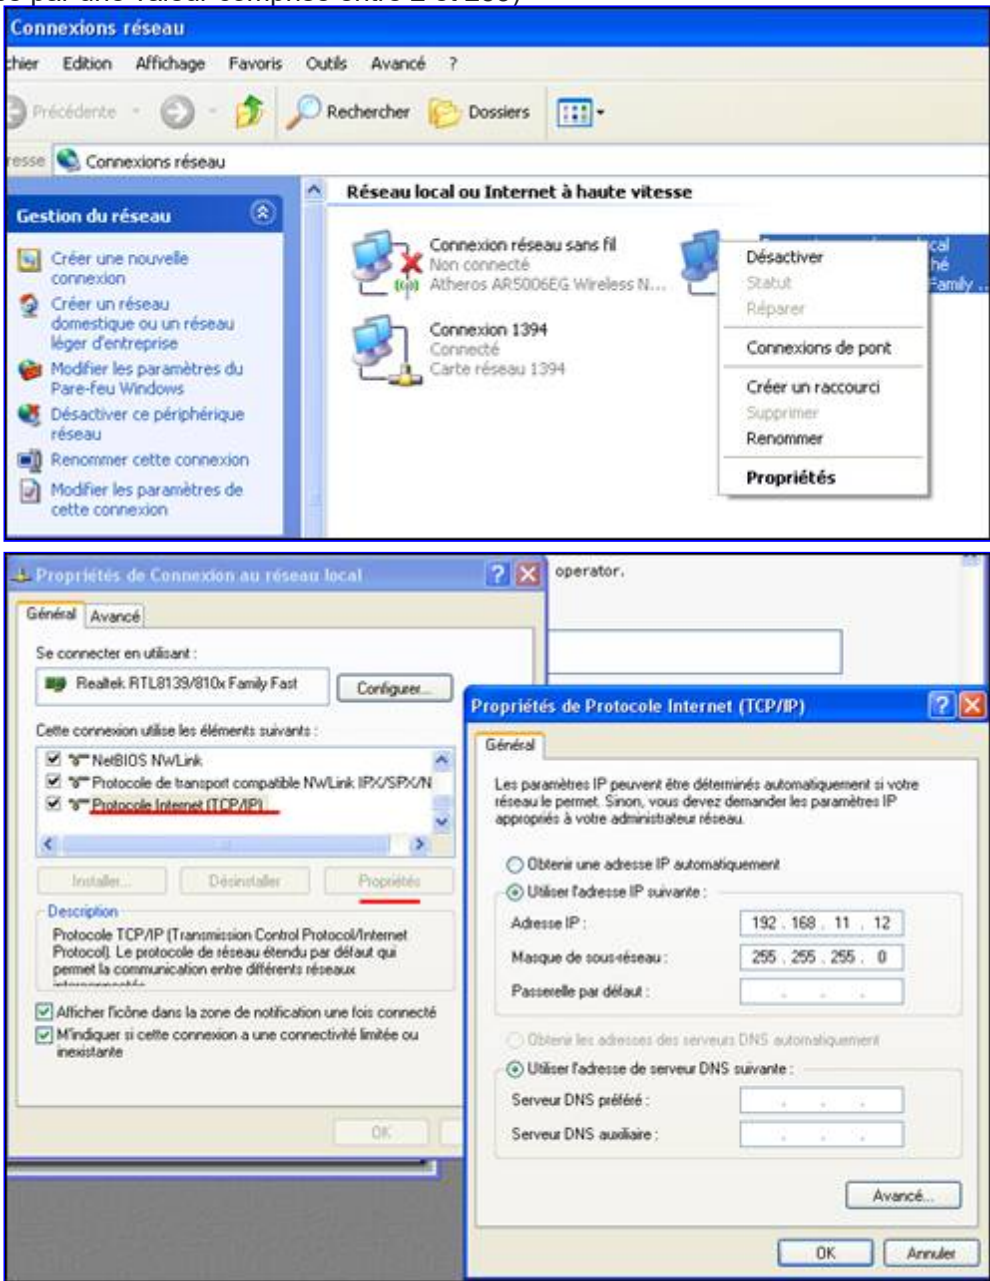 par une valeur comprise entre 2 et
Connexions réseau
chier Edition Affichage Favoris Outils Avancé ?
Précédente Rechercher Dossiers
resse Connexions réseau
Gestion du réseau
Créer une nouvelle
connexion
Créer un réseau
domestique ou un réseau
léger d'entreprise
Modifier les paramètres du
Pare-feu Windows
Désactiver ce périphérique
réseau
Renommer cette connexion
Modifier les paramètres de
cette connexion
Réseau local ou Internet à haute vitesse
Connexion réseau sans fil
Non connecté
Atheros AR5006EG Wireless N...
Connexion 1394
Connecté
Carte réseau 1394
cal
hé
Family ...
Désactiver
Statut
Réparer
Connexions de pont
Créer un raccourci
Supprimer
Renommer
Propriétés
Propriétés de Connexion au réseau local
Général Avancé
Se connecter en utilisant :
Realtek RTL8139/810x Family Fast Configurer...
Cette connexion utilise les éléments suivants :
NetBIOS NWLink
Protocole de transport compatible NWLink IPX/SPX/N
Protocole Internet (TCP/IP)
Installer... Désinstaller Propriétés
Description
Protocole TCP/IP (Transmission Control Protocol/Internet
Protocol). Le protocole de réseau étendu par défaut qui
permet la communication entre différents réseaux
Afficher l'icône dans la zone de notification une fois connecté
M'indiquer si cette connexion a une connectivité limitée ou
inexistante
OK
operator.
Propriétés de Protocole Internet (TCP/IP)
Général
Les paramètres IP peuvent être déterminés automatiquement si votre
réseau le permet. Sinon, vous devez demander les paramètres IP
appropriés à votre administrateur réseau.
Obtenir une adresse IP automatiquement
Utiliser l'adresse IP suivante :
Adresse IP : 192 . 168 . 11 . 12
Masque de sous-réseau : 255 . 255 . 255 . 0
Passerelle par défaut : . . .
Obtenir les adresses des serveurs DNS automatiquement
Utiliser l'adresse de serveur DNS suivante :
Serveur DNS préféré : . . .
Serveur DNS auxiliaire : . . .
Avancé...
OK Annuler